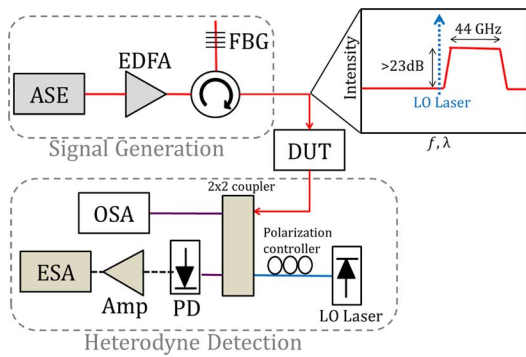 FBG
EDFA
ASE
Signal Generation
44 GHz
>23dB
LO Laser
Intensity
f, λ
DUT
2x2 coupler
OSA
Polarization
controller
ESA
Amp
PD
LO Laser
Heterodyne Detection